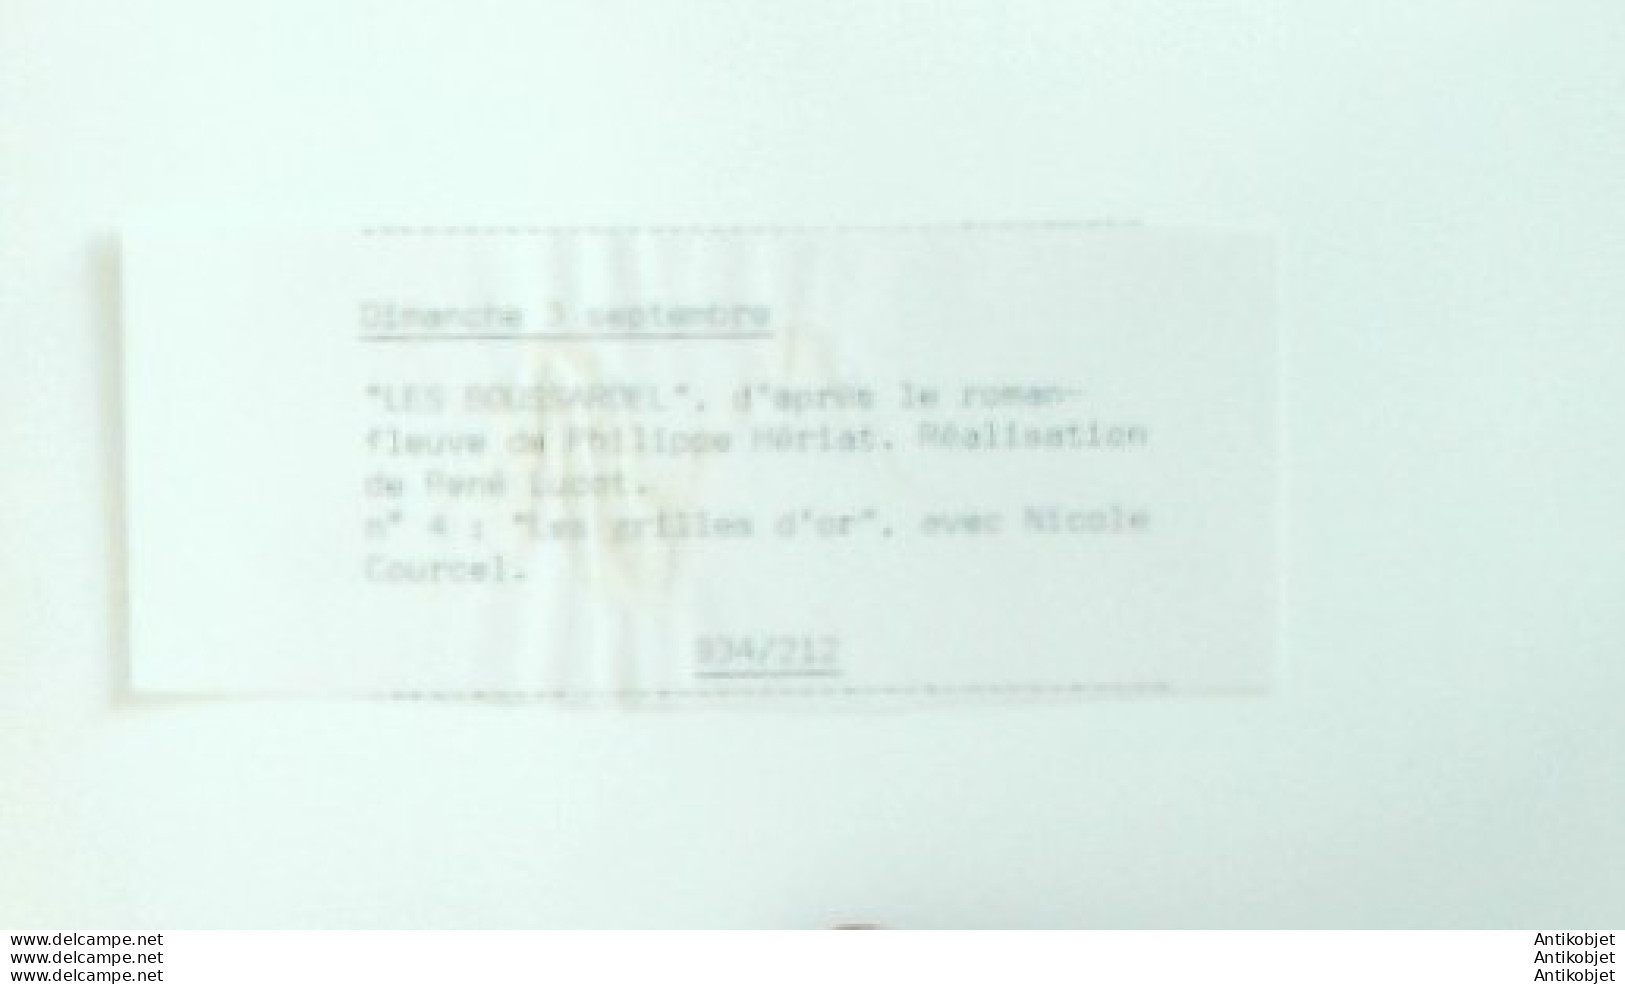 Dimanche 3 septembre
"LES BOUSSARDEL", d'après le roman-
fleuve de Philippe Hériat. Réalisation
de René Lucot.
n° 4 : "Les grilles d'or", avec Nicole
Courcel.
834/212
www.delcampe.net
www.delcampe.net
www.delcampe.net
Antikobjet
Antikobjet
Antikobjet